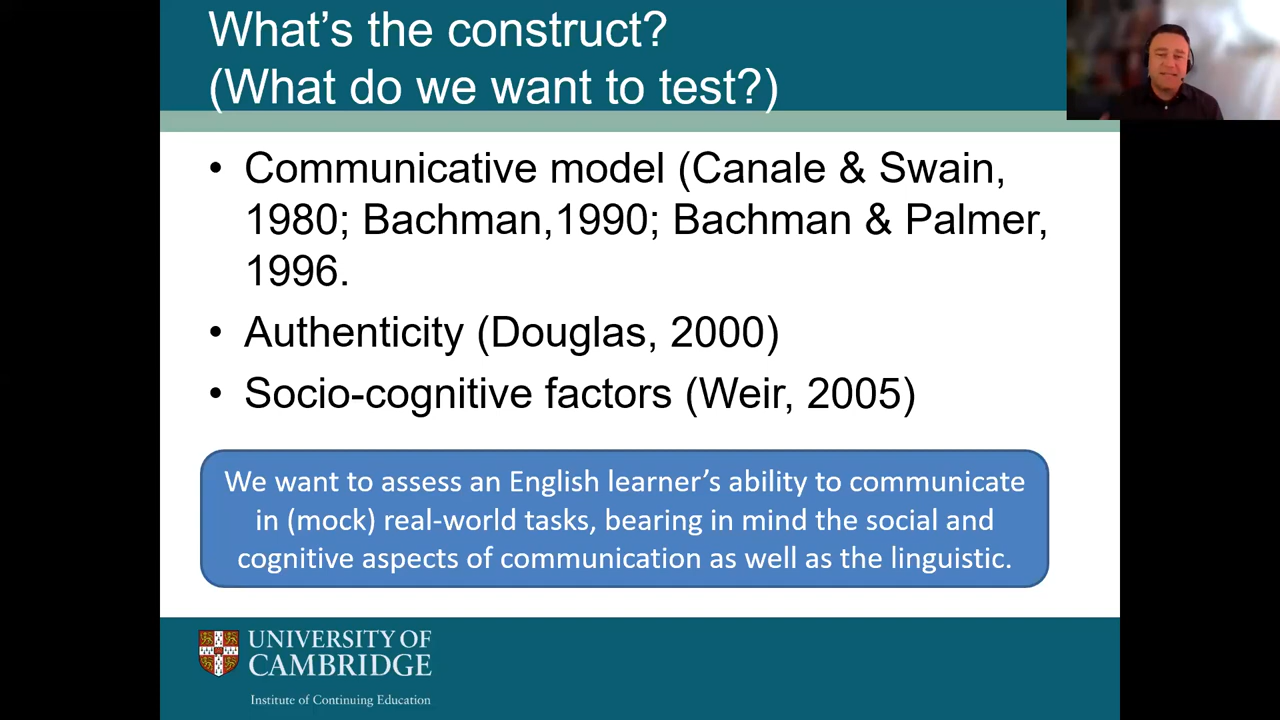 What's the construct?
(What do we want to test?)
• Communicative model (Canale & Swain,
1980; Bachman,1990; Bachman & Palmer,
1996.
• Authenticity (Douglas, 2000)
• Socio-cognitive factors (Weir, 2005)
We want to assess an English learner's ability to communicate
in (mock) real-world tasks, bearing in mind the social and
cognitive aspects of communication as well as the linguistic.
UNIVERSITY OF
CAMBRIDGE
Institute of Continuing Education